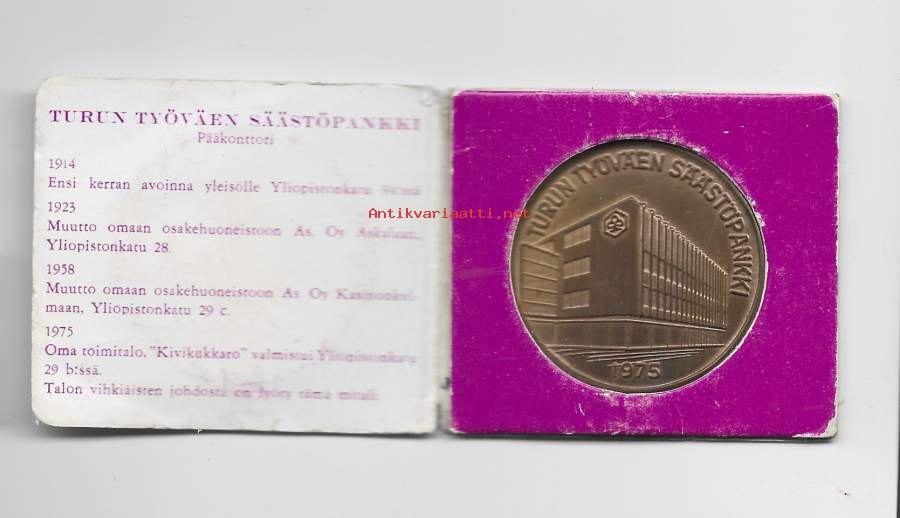 TURUN TYÖVÄEN SÄÄSTÖPANKKI
Pääkonttori
1914
Ensi kerran avoinna yleisölle Yliopistonkatu
1923
Muutto omaan osakehuoneistoon As. Oy
Yliopistonkatu 28.
1958
Muutto omaan osakehuoneistoon As. Oy Kasinonkul-
maan, Yliopistonkatu 29 c.
1975
Oma toimitalo, "Kivikukkaro" valmistui Yliopistonkatu
29 b:ssä.
Talon vihkiäisten johdosta on lyöty tämä mitali.
Antikvariaatti.net
TURUN TYÖVÄEN SÄÄSTÖPANKKI
1975